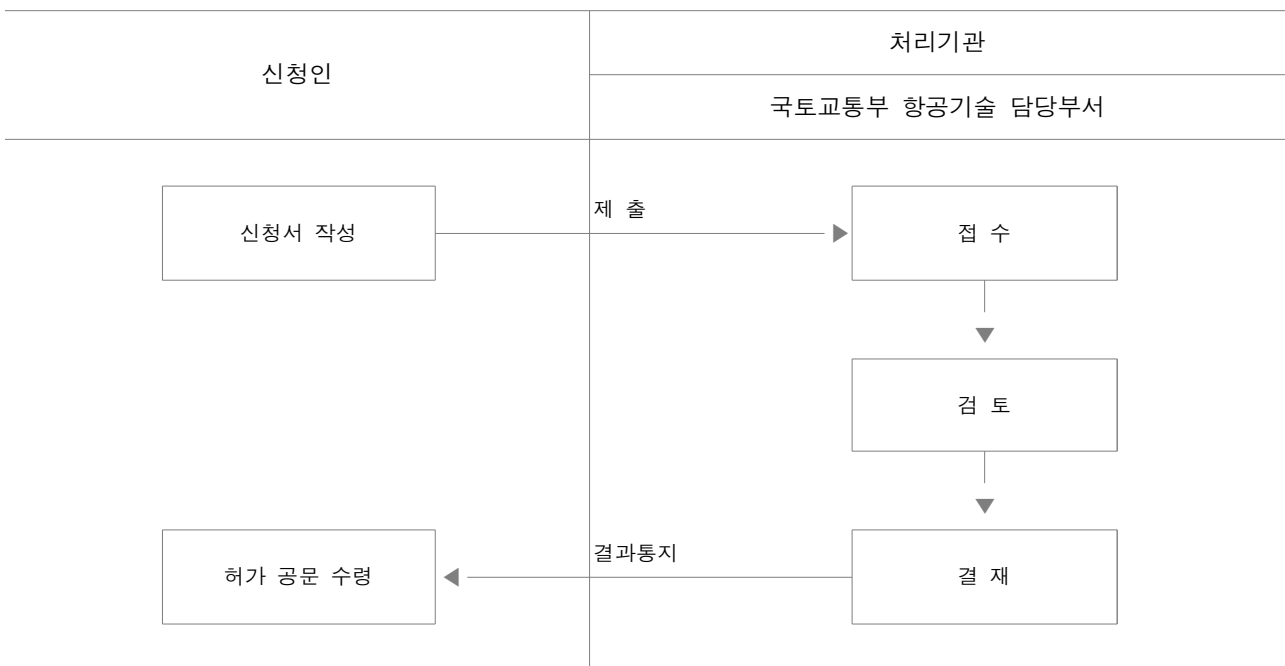 처리기관
신청인
국토교통부 항공기술 담당부서
제 출
신청서 작성
접 수
검 토
결과통지
허가 공문 수령
결 재